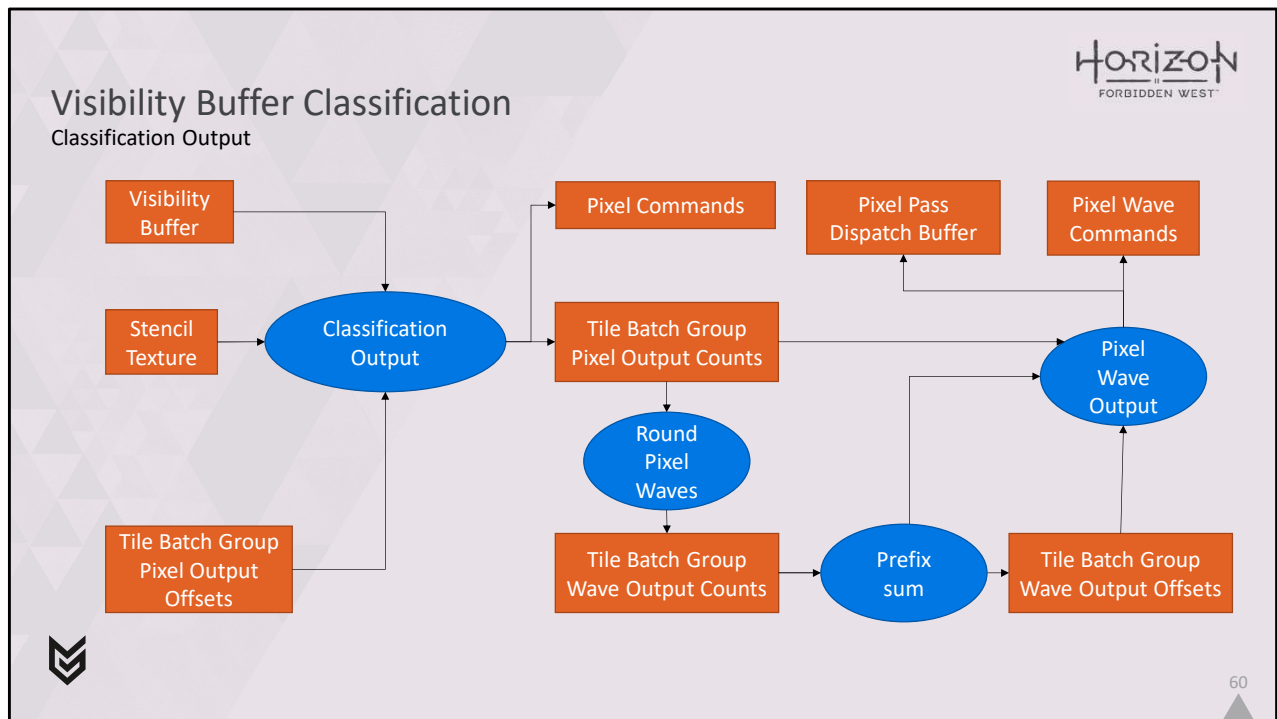 HORIZON
FORBIDDEN WEST™
Visibility Buffer Classification
Classification Output
Visibility
Buffer
Pixel Commands
Pixel Pass
Dispatch Buffer
Pixel Wave
Commands
Stencil
Texture
Classification
Output
Tile Batch Group
Pixel Output Counts
Pixel
Wave
Output
Round
Pixel
Waves
Tile Batch Group
Pixel Output
Offsets
Tile Batch Group
Wave Output Counts
Prefix
sum
Tile Batch Group
Wave Output Offsets
60